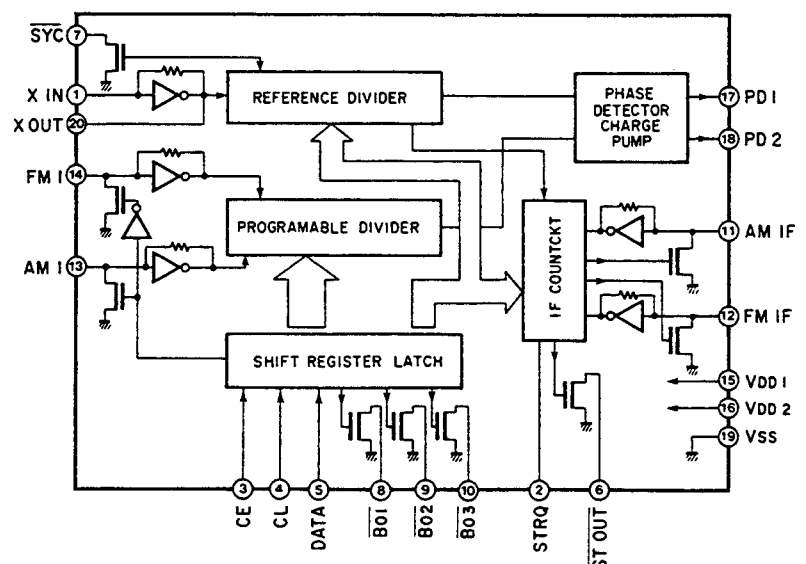 SYC
7
X IN
1
X OUT
20
FM I
14
AM I
13
REFERENCE DIVIDER
PROGRAMABLE DIVIDER
SHIFT REGISTER LATCH
PHASE
DETECTOR
CHARGE
PUMP
IF COUNTCKT
17 PD 1
18 PD 2
11 AM IF
12 FM IF
15 VDD 1
16 VDD 2
19 VSS
3
CE
4
CL
5
DATA
8
BO1
9
BO2
10
BO3
2
STRQ
6
ST OUT